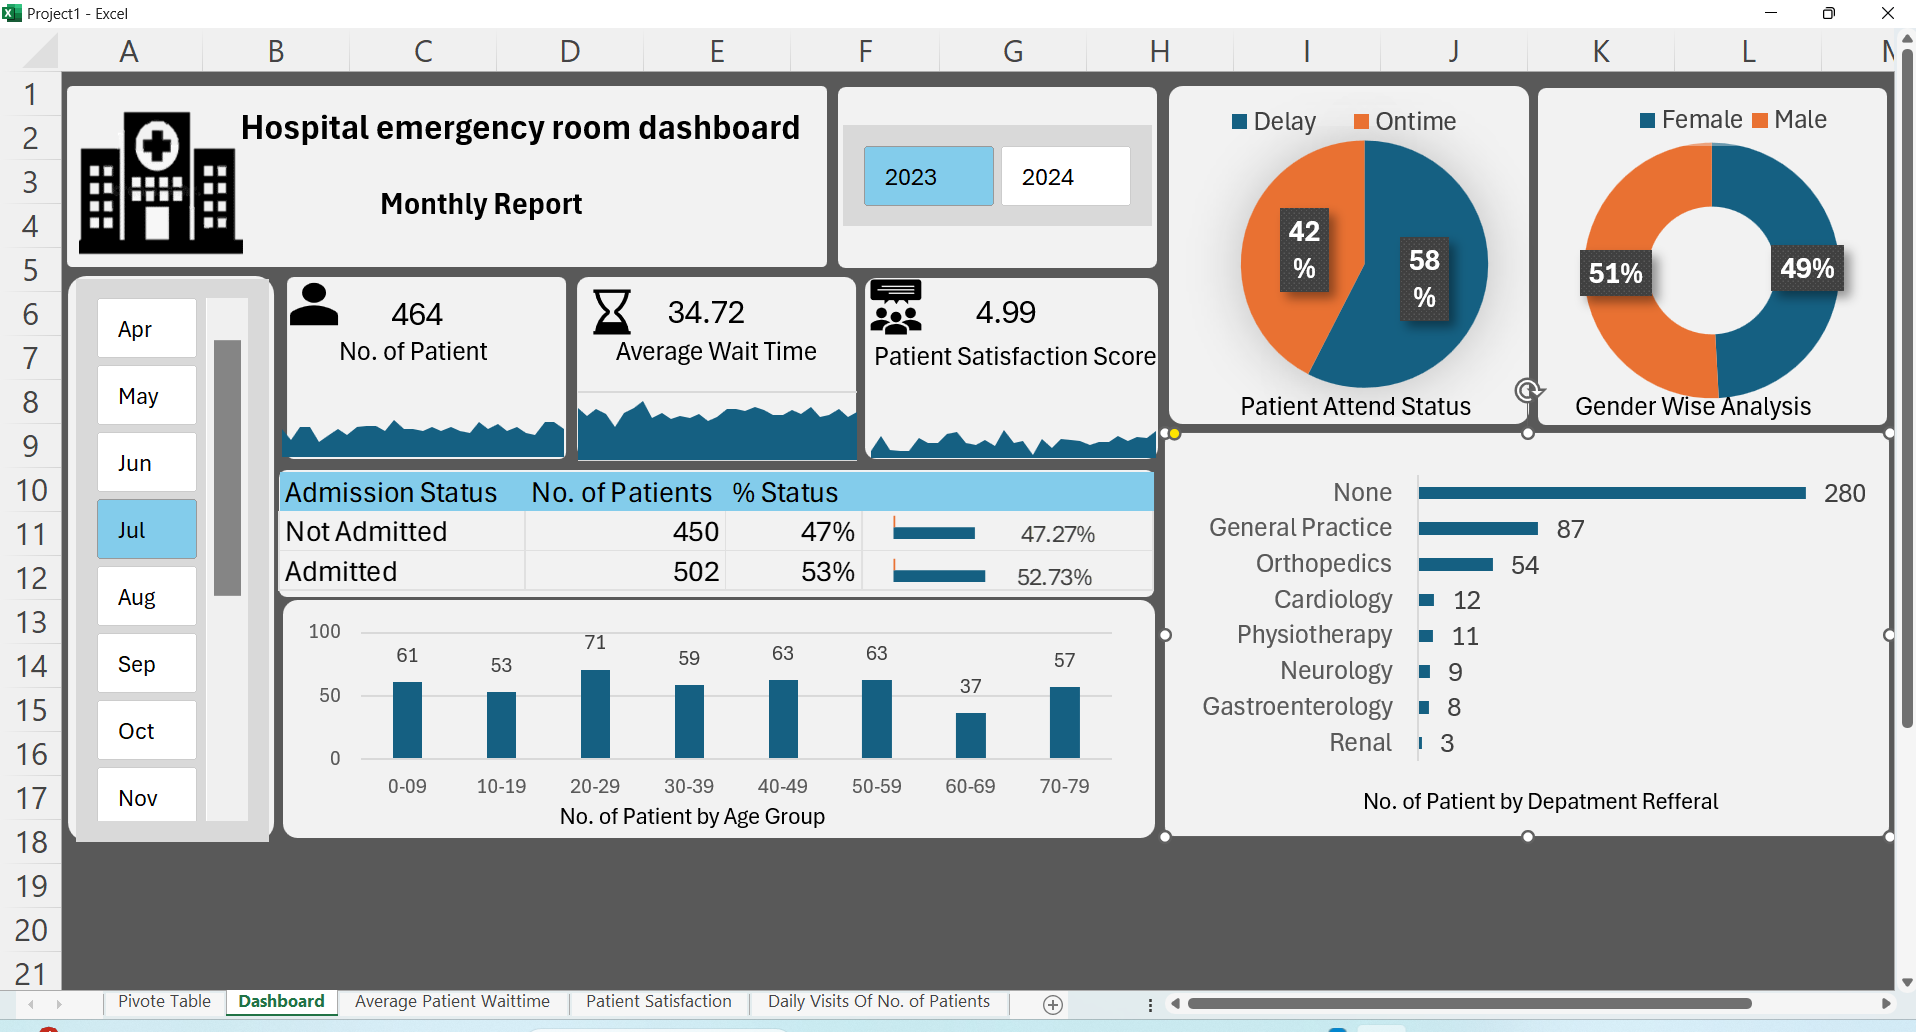 Project1 - Excel
A B C D E F G H I J K L M
1
2
3
4
5
6
7
8
9
10
11
12
13
14
15
16
17
18
19
20
21
Hospital emergency room dashboard
Monthly Report
2023 2024
Apr
May
Jun
Jul
Aug
Sep
Oct
Nov
464
No. of Patient
34.72
Average Wait Time
4.99
Patient Satisfaction Score
Delay Ontime
42
%
58
%
Patient Attend Status
Female Male
51% 49%
Gender Wise Analysis
Admission Status No. of Patients % Status
Not Admitted 450 47% 47.27%
Admitted 502 53% 52.73%
100
50
0
61 53 71 59 63 63 37 57
0-09 10-19 20-29 30-39 40-49 50-59 60-69 70-79
No. of Patient by Age Group
None 280
General Practice 87
Orthopedics 54
Cardiology 12
Physiotherapy 11
Neurology 9
Gastroenterology 8
Renal 3
No. of Patient by Depatment Refferal
Pivote Table Dashboard Average Patient Waittime Patient Satisfaction Daily Visits Of No. of Patients